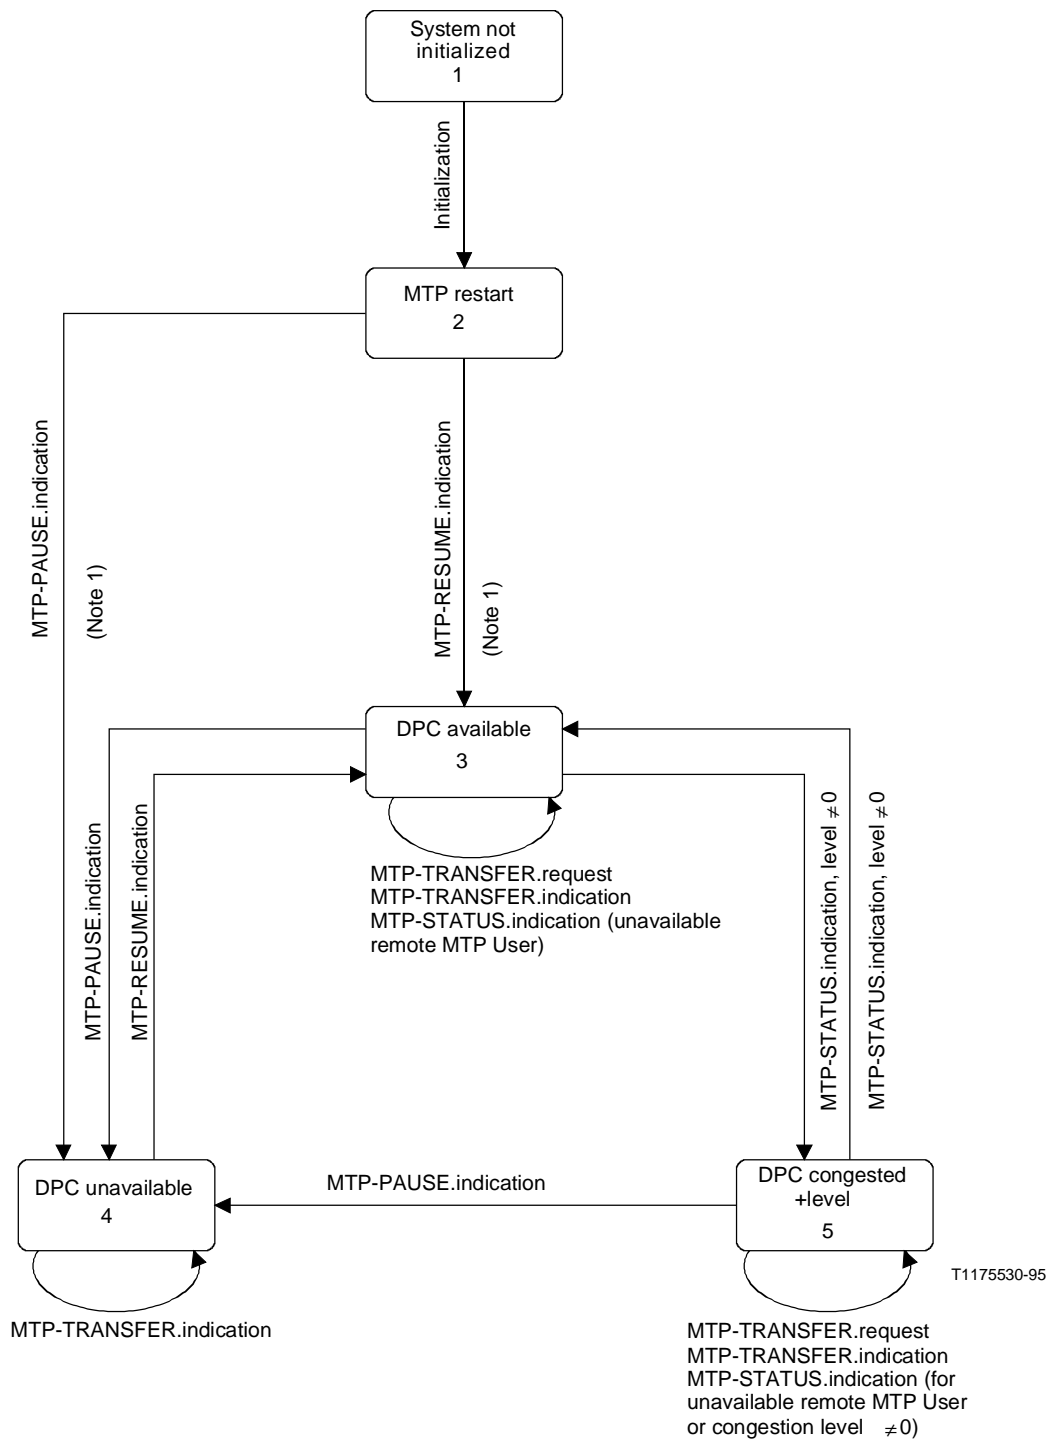 System not
initialized
1
Initialization
MTP restart
2
MTP-PAUSE.indication
(Note 1)
MTP-RESUME.indication
(Note 1)
DPC available
3
MTP-TRANSFER.request
MTP-TRANSFER.indication
MTP-STATUS.indication (unavailable
remote MTP User)
MTP-PAUSE.indication
MTP-RESUME.indication
MTP-STATUS.indication, level ≠0
MTP-STATUS.indication, level ≠0
DPC unavailable
4
MTP-PAUSE.indication
DPC congested
+level
5
T1175530-95
MTP-TRANSFER.indication
MTP-TRANSFER.request
MTP-TRANSFER.indication
MTP-STATUS.indication (for
unavailable remote MTP User
or congestion level ≠0)